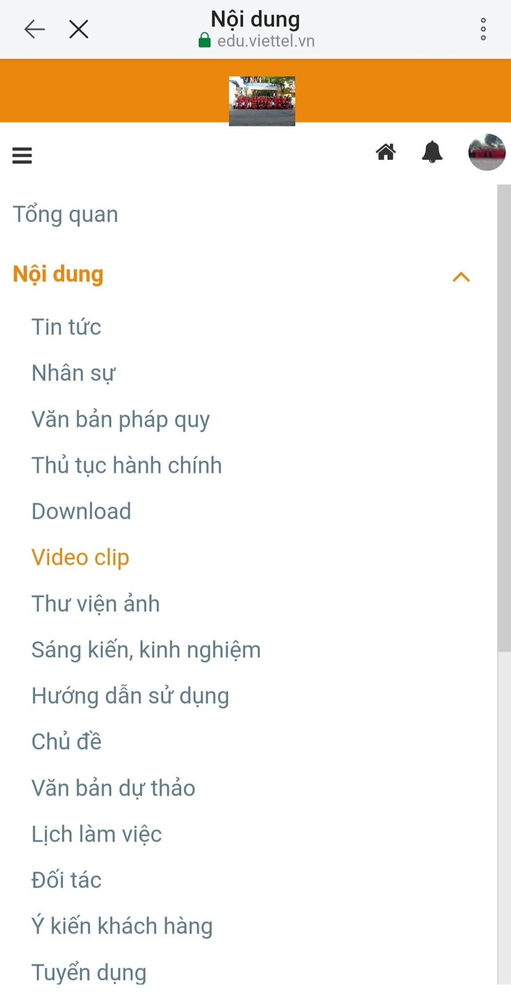 Nội dung
edu.viettel.vn
Tổng quan
Nội dung
Tin tức
Nhân sự
Văn bản pháp quy
Thủ tục hành chính
Download
Video clip
Thư viện ảnh
Sáng kiến, kinh nghiệm
Hướng dẫn sử dụng
Chủ đề
Văn bản dự thảo
Lịch làm việc
Đối tác
Ý kiến khách hàng
Tuyển dụng